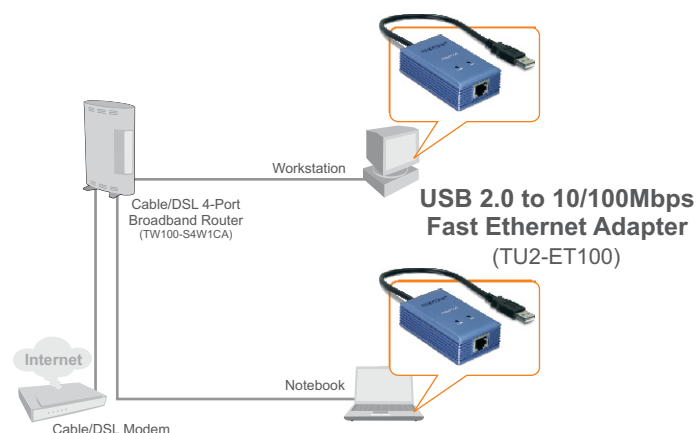 Workstation
Cable/DSL 4-Port
Broadband Router
(TW100-S4W1CA)
USB 2.0 to 10/100Mbps
Fast Ethernet Adapter
(TU2-ET100)
Internet
Notebook
Cable/DSL Modem